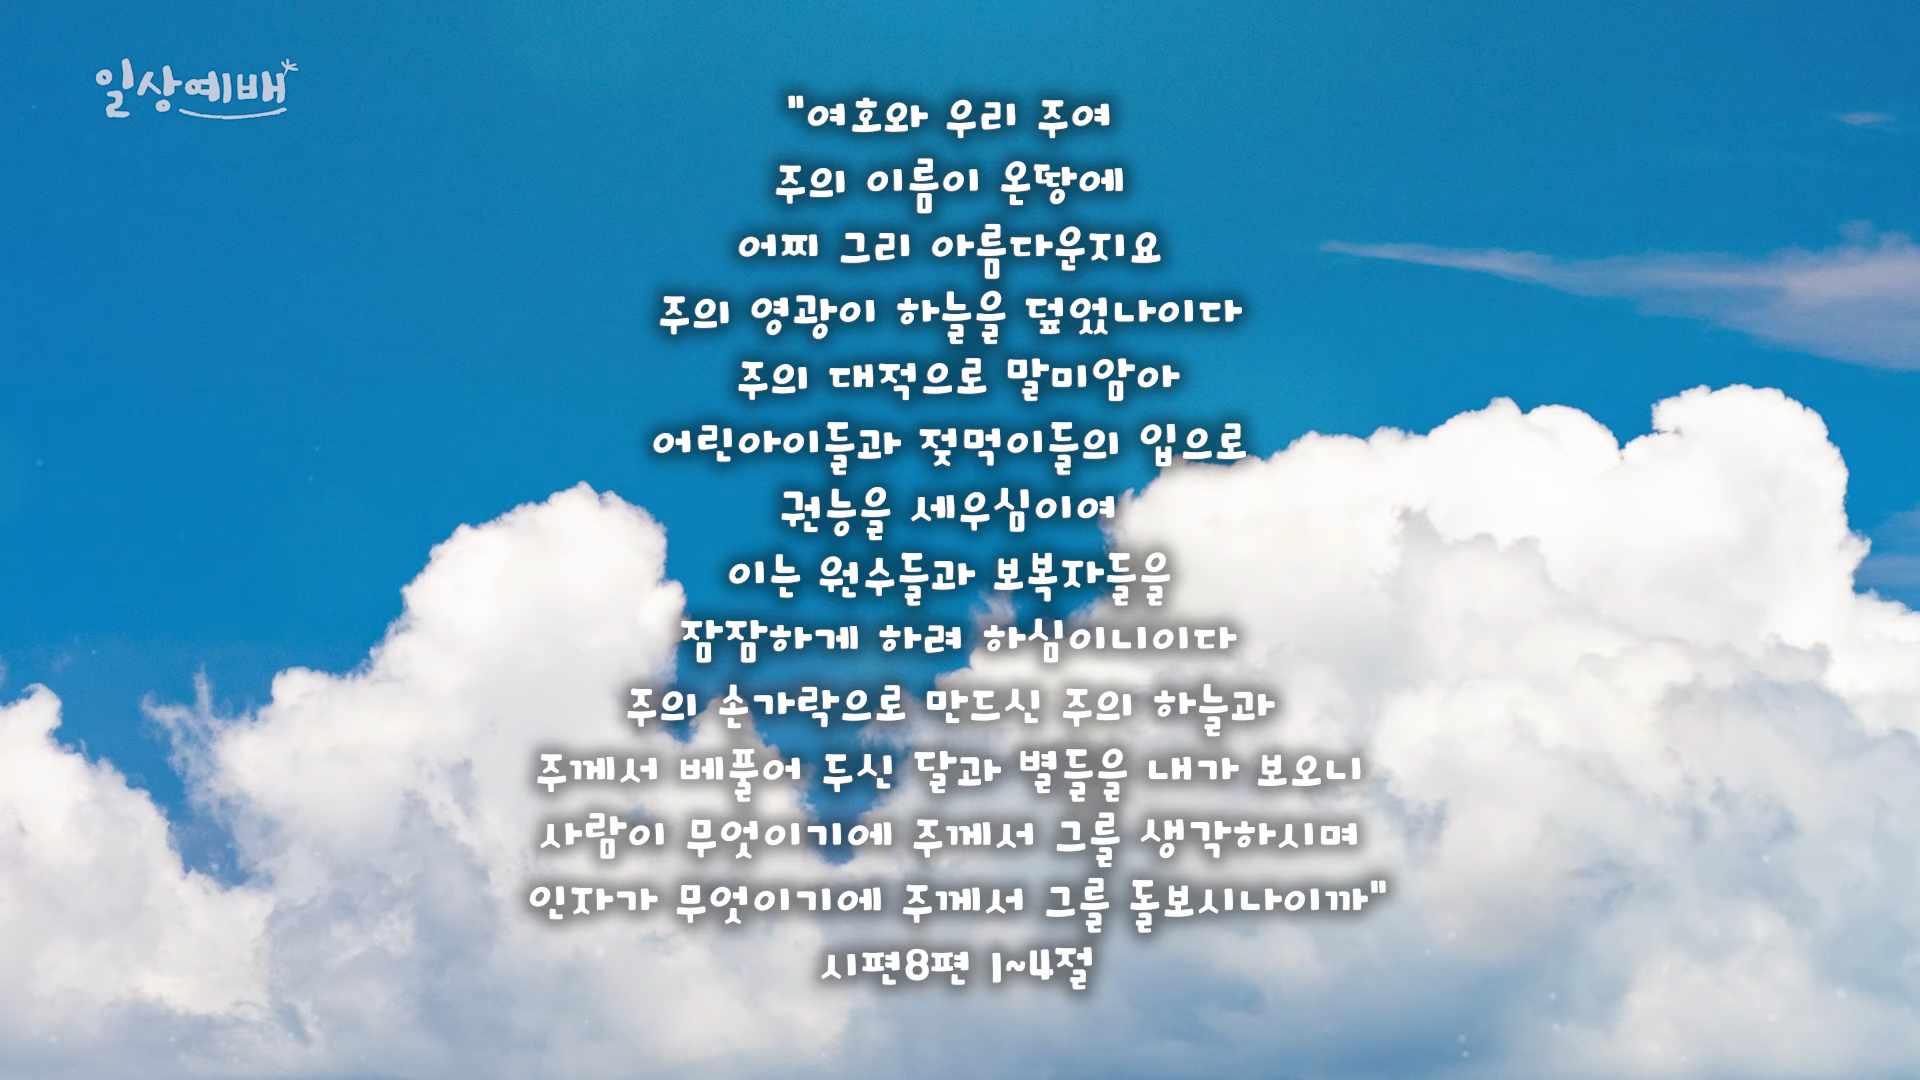 일상예배
"여호와 우리 주여
주의 이름이 온땅에
어찌 그리 아름다운지요
주의 영광이 하늘을 덮었나이다
주의 대적으로 말미암아
어린아이들과 젖먹이들의 입으로
권능을 세우심이여
이는 원수들과 보복자들을
잠잠하게 하려 하심이니이다
주의 손가락으로 만드신 주의 하늘과
주께서 베풀어 두신 달과 별들을 내가 보오니
사람이 무엇이기에 주께서 그를 생각하시며
인자가 무엇이기에 주께서 그를 돌보시나이까"
시편8편 1~4절